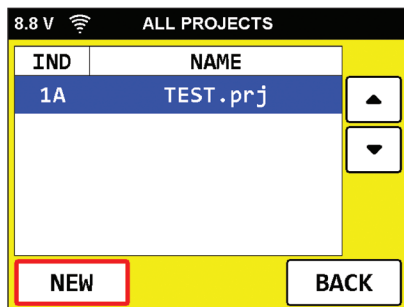 8.8 V ALL PROJECTS
IND NAME
1A TEST.prj
NEW BACK